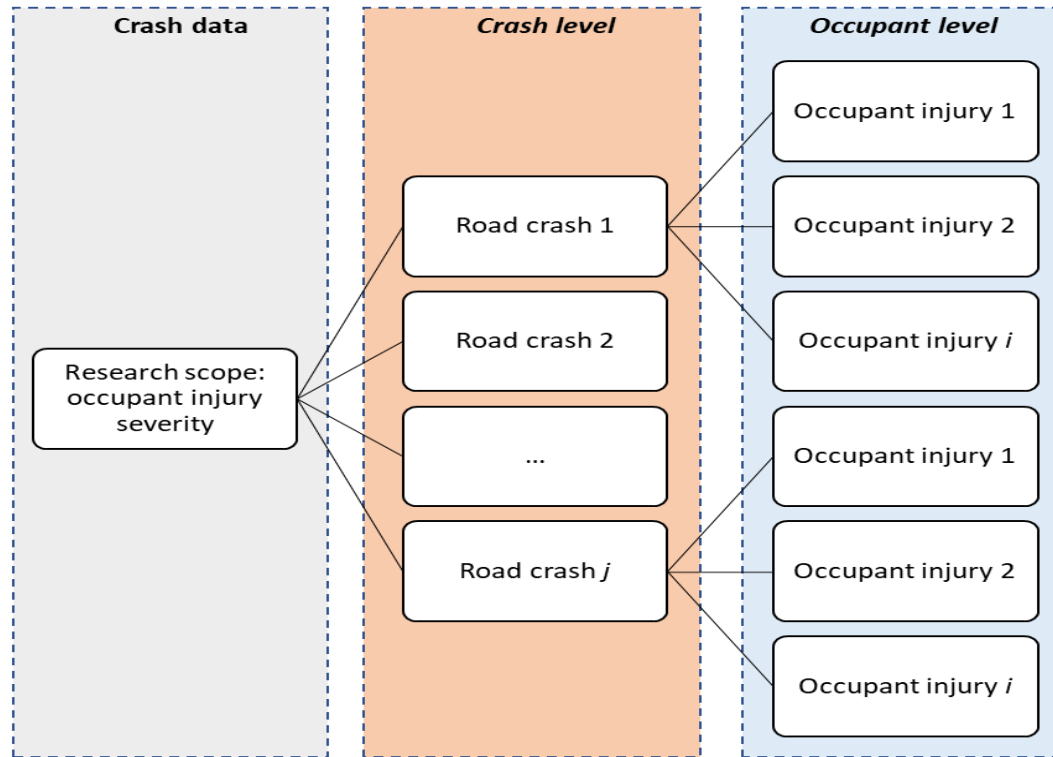 Crash data
Research scope:
occupant injury
severity
Crash level
Road crash 1
Road crash 2
...
Road crash j
Occupant level
Occupant injury 1
Occupant injury 2
Occupant injury i
Occupant injury 1
Occupant injury 2
Occupant injury i